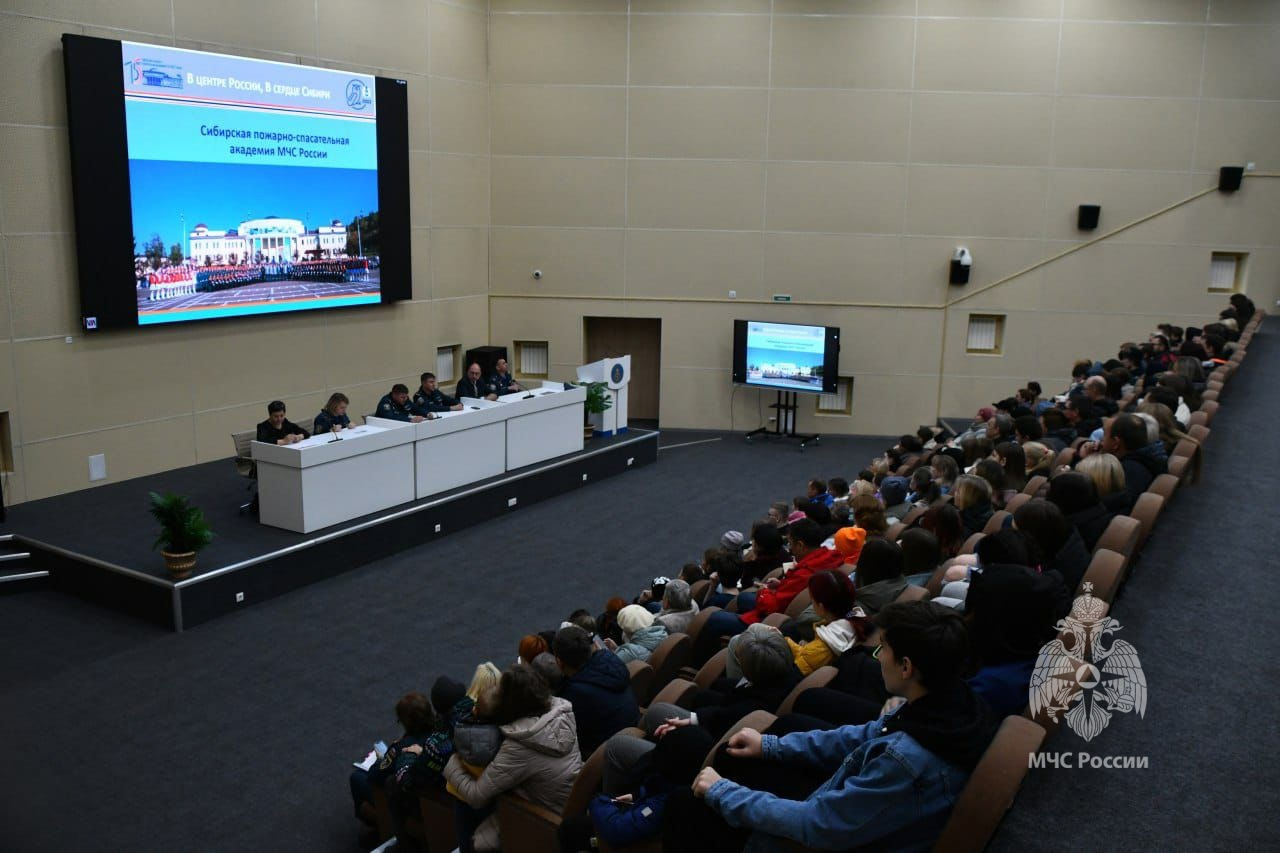 В ЦЕНТРЕ РОССИИ, В СЕРДЦЕ СИБИРИ
Сибирская пожарно-спасательная
академия МЧС России
МЧС России